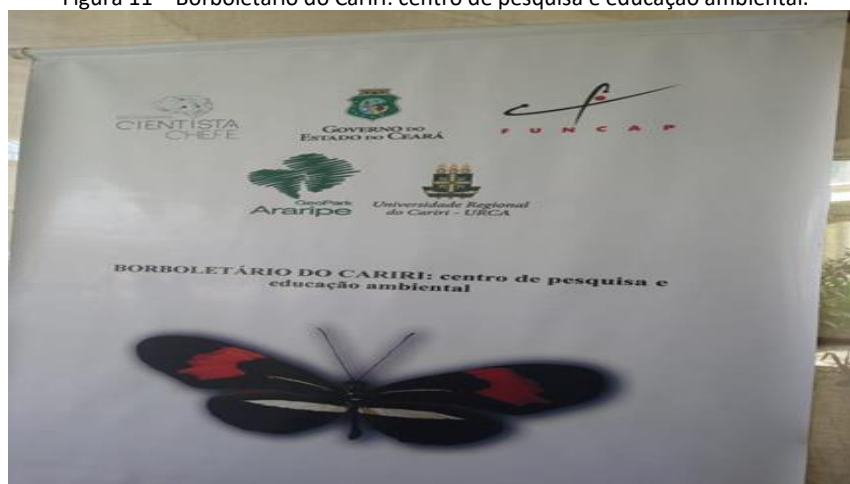 Figura 11 – Borboletário do Cariri: centro de pesquisa e educação ambiental.
CIENTISTA
CHEFE
GOVERNO DO
ESTADO DO CEARÁ
FUNCAP
GeoPark
Araripe
Universidade Regional
do Cariri - URCA
BORBOLETÁRIO DO CARIRI: centro de pesquisa e
educação ambiental